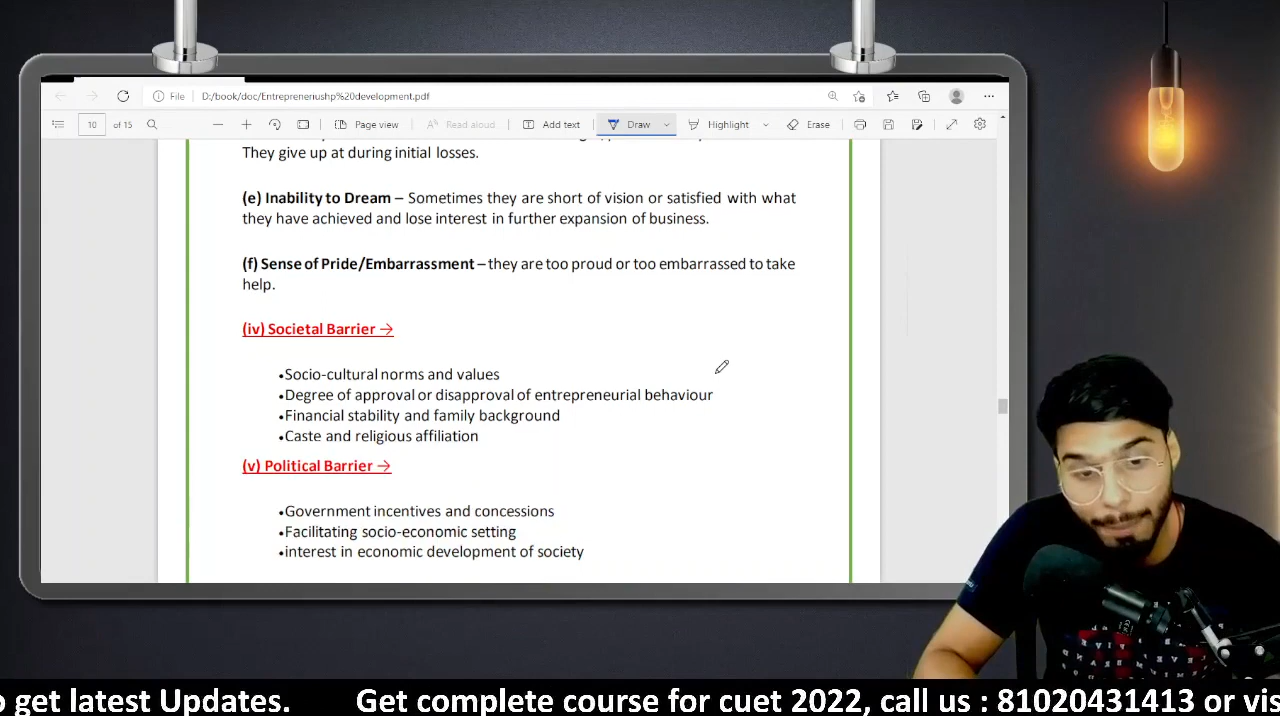 File D:/book/doc/Entrepreneriushp%20development.pdf
10 of 15 Page view Read aloud Add text Draw Highlight Erase
They give up at during initial losses.
(e) Inability to Dream – Sometimes they are short of vision or satisfied with what
they have achieved and lose interest in further expansion of business.
(f) Sense of Pride/Embarrassment – they are too proud or too embarrassed to take
help.
(iv) Societal Barrier →
•Socio-cultural norms and values
•Degree of approval or disapproval of entrepreneurial behaviour
•Financial stability and family background
•Caste and religious affiliation
(v) Political Barrier →
•Government incentives and concessions
•Facilitating socio-economic setting
•interest in economic development of society
o get latest Updates. Get complete course for cuet 2022, call us : 81020431413 or vis